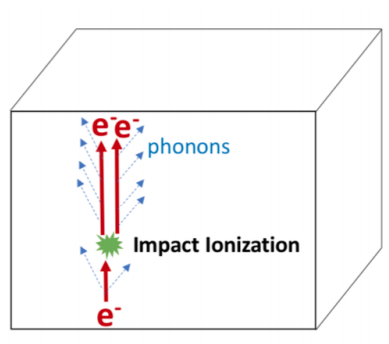 e⁻ e⁻
phonons
Impact Ionization
e⁻